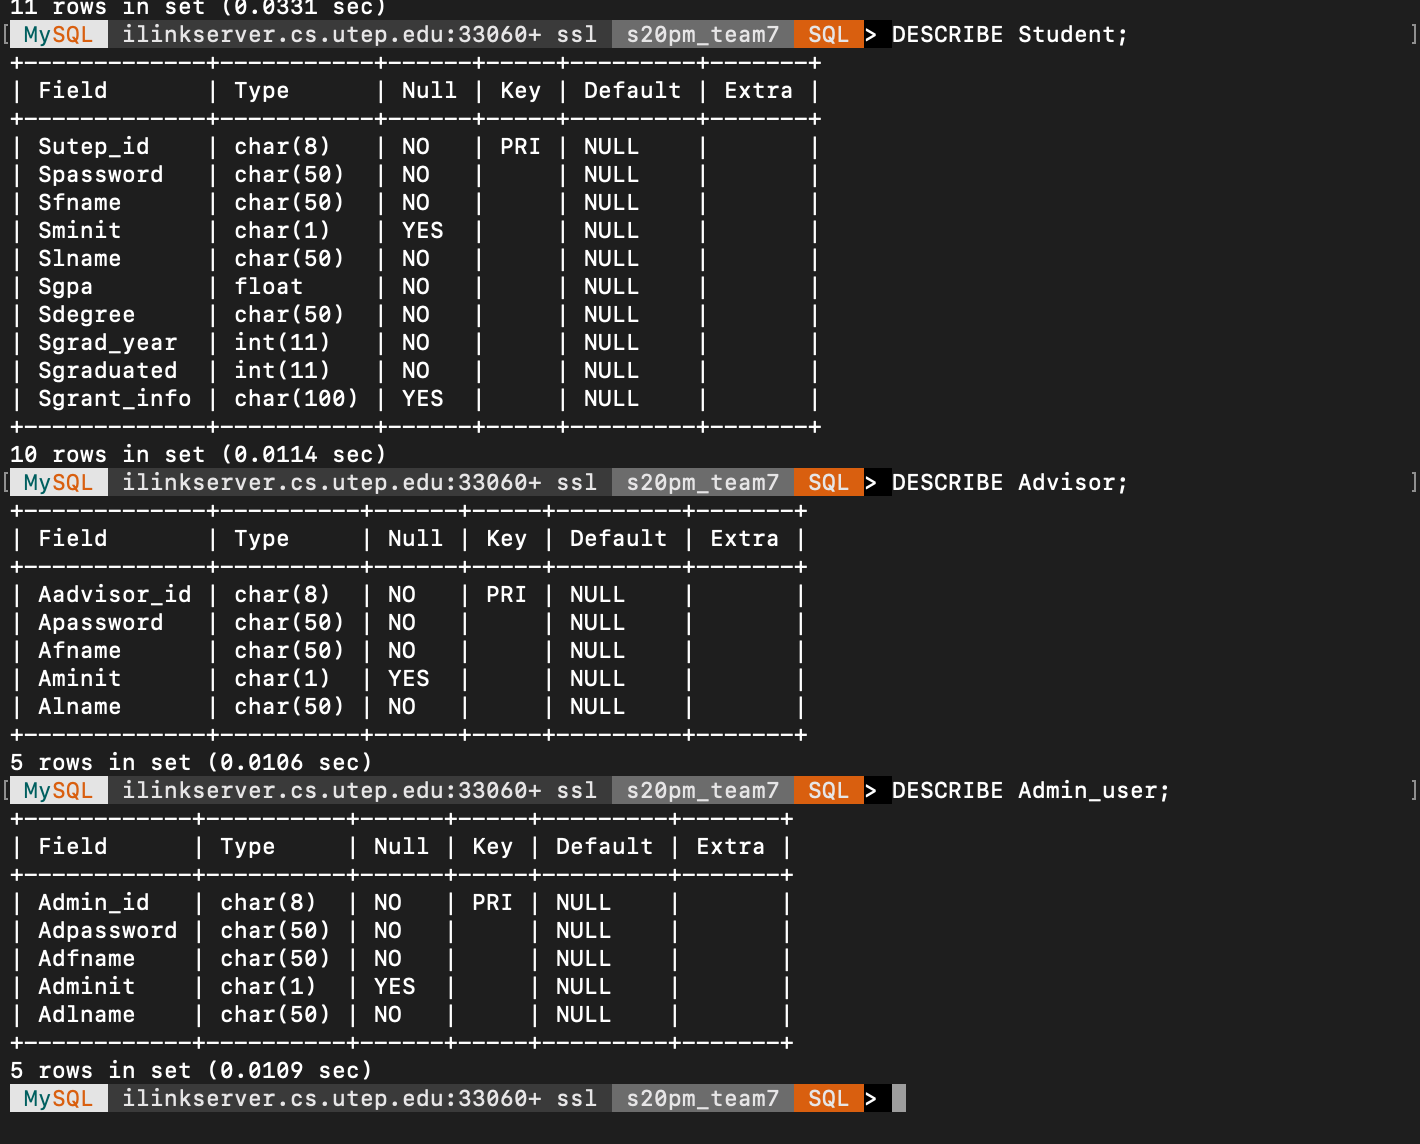 11 rows in set (0.0331 sec)
[ MySQL  ilinkserver.cs.utep.edu:33060+ ssl  s20pm_team7  SQL > DESCRIBE Student; ]
+--------------+-----------+------+-----+---------+-------+
| Field        | Type      | Null | Key | Default | Extra |
+--------------+-----------+------+-----+---------+-------+
| Sutep_id     | char(8)   | NO   | PRI | NULL    |       |
| Spassword    | char(50)  | NO   |     | NULL    |       |
| Sfname       | char(50)  | NO   |     | NULL    |       |
| Sminit       | char(1)   | YES  |     | NULL    |       |
| Slname       | char(50)  | NO   |     | NULL    |       |
| Sgpa         | float     | NO   |     | NULL    |       |
| Sdegree      | char(50)  | NO   |     | NULL    |       |
| Sgrad_year   | int(11)   | NO   |     | NULL    |       |
| Sgraduated   | int(11)   | NO   |     | NULL    |       |
| Sgrant_info  | char(100) | YES  |     | NULL    |       |
+--------------+-----------+------+-----+---------+-------+
10 rows in set (0.0114 sec)
[ MySQL  ilinkserver.cs.utep.edu:33060+ ssl  s20pm_team7  SQL > DESCRIBE Advisor; ]
+--------------+----------+------+-----+---------+-------+
| Field        | Type     | Null | Key | Default | Extra |
+--------------+----------+------+-----+---------+-------+
| Aadvisor_id  | char(8)  | NO   | PRI | NULL    |       |
| Apassword    | char(50) | NO   |     | NULL    |       |
| Afname       | char(50) | NO   |     | NULL    |       |
| Aminit       | char(1)  | YES  |     | NULL    |       |
| Alname       | char(50) | NO   |     | NULL    |       |
+--------------+----------+------+-----+---------+-------+
5 rows in set (0.0106 sec)
[ MySQL  ilinkserver.cs.utep.edu:33060+ ssl  s20pm_team7  SQL > DESCRIBE Admin_user; ]
+------------+----------+------+-----+---------+-------+
| Field      | Type     | Null | Key | Default | Extra |
+------------+----------+------+-----+---------+-------+
| Admin_id   | char(8)  | NO   | PRI | NULL    |       |
| Adpassword | char(50) | NO   |     | NULL    |       |
| Adfname    | char(50) | NO   |     | NULL    |       |
| Adminit    | char(1)  | YES  |     | NULL    |       |
| Adlname    | char(50) | NO   |     | NULL    |       |
+------------+----------+------+-----+---------+-------+
5 rows in set (0.0109 sec)
MySQL  ilinkserver.cs.utep.edu:33060+ ssl  s20pm_team7  SQL >